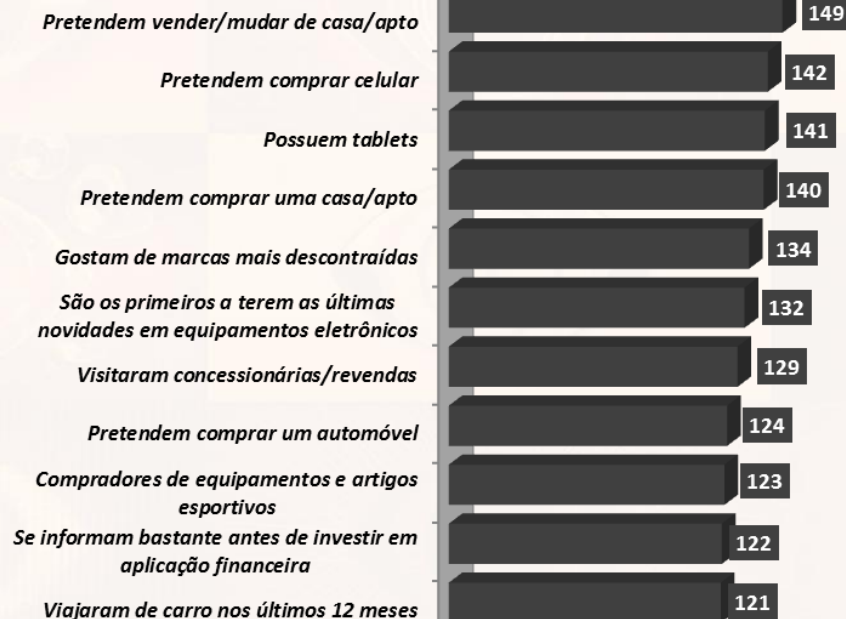 Pretendem vender/mudar de casa/apto
149
Pretendem comprar celular
142
Possuem tablets
141
Pretendem comprar uma casa/apto
140
Gostam de marcas mais descontraídas
134
São os primeiros a terem as últimas
novidades em equipamentos eletrônicos
132
Visitaram concessionárias/revendas
129
Pretendem comprar um automóvel
124
Compradores de equipamentos e artigos
esportivos
123
Se informam bastante antes de investir em
aplicação financeira
122
Viajaram de carro nos últimos 12 meses
121